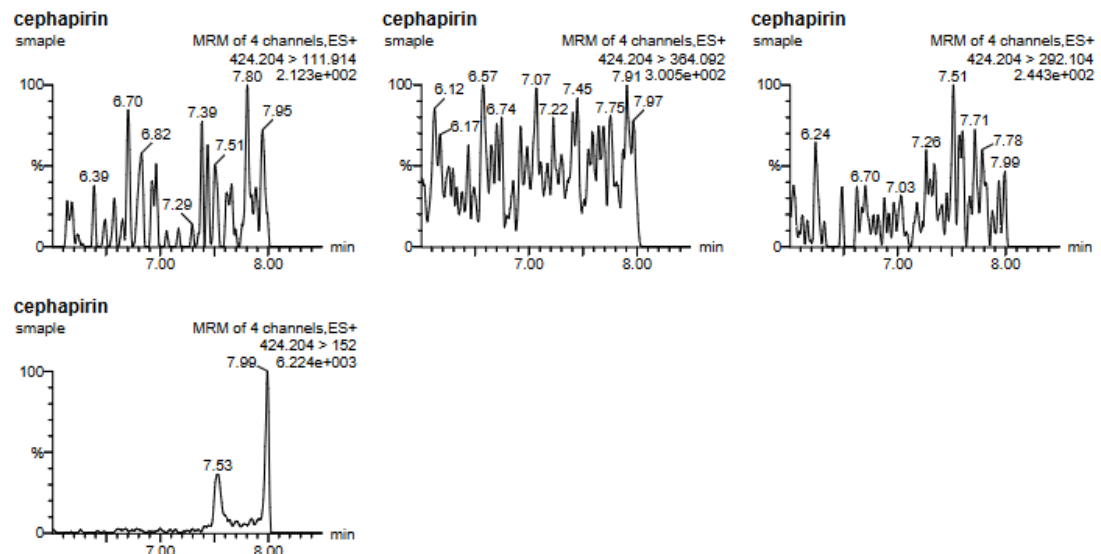 cephapirin
smaple
MRM of 4 channels,ES+
424.204 > 111.914
7.80 2.123e+002
100
6.70
7.39
7.95
6.82
%
7.51
6.39
7.29
0
min
7.00 8.00
cephapirin
smaple
MRM of 4 channels,ES+
424.204 > 364.092
7.91 3.005e+002
100
6.57
7.07
7.45
6.12
6.74
7.22
7.75
7.97
6.17
%
0
min
7.00 8.00
cephapirin
smaple
MRM of 4 channels,ES+
424.204 > 292.104
2.443e+002
7.51
100
6.24
7.71
7.26
7.78
7.99
%
6.70
7.03
0
min
7.00 8.00
cephapirin
smaple
MRM of 4 channels,ES+
424.204 > 152
7.99 6.224e+003
100
%
7.53
0
min
7.00 8.00